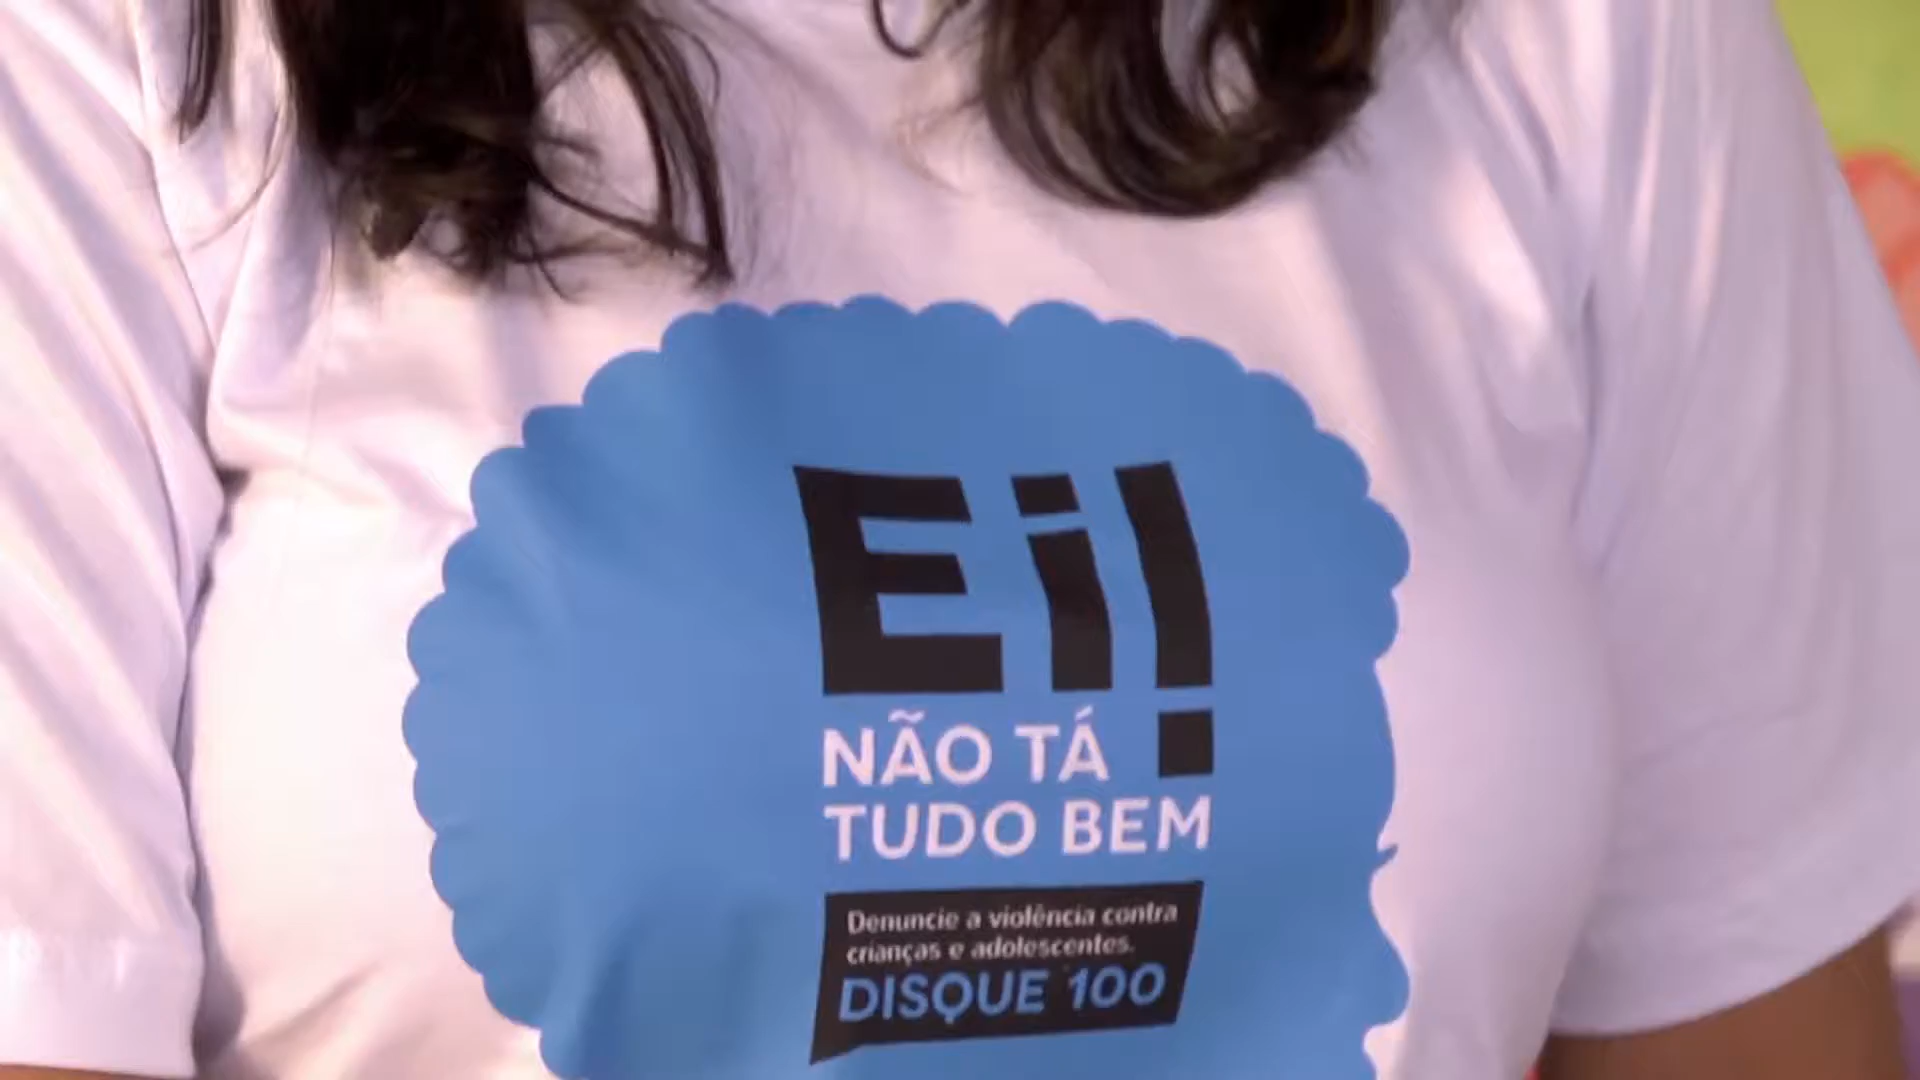 Ei!
NÃO TÁ
TUDO BEM
Denuncie a violência contra
crianças e adolescentes.
DISQUE 100